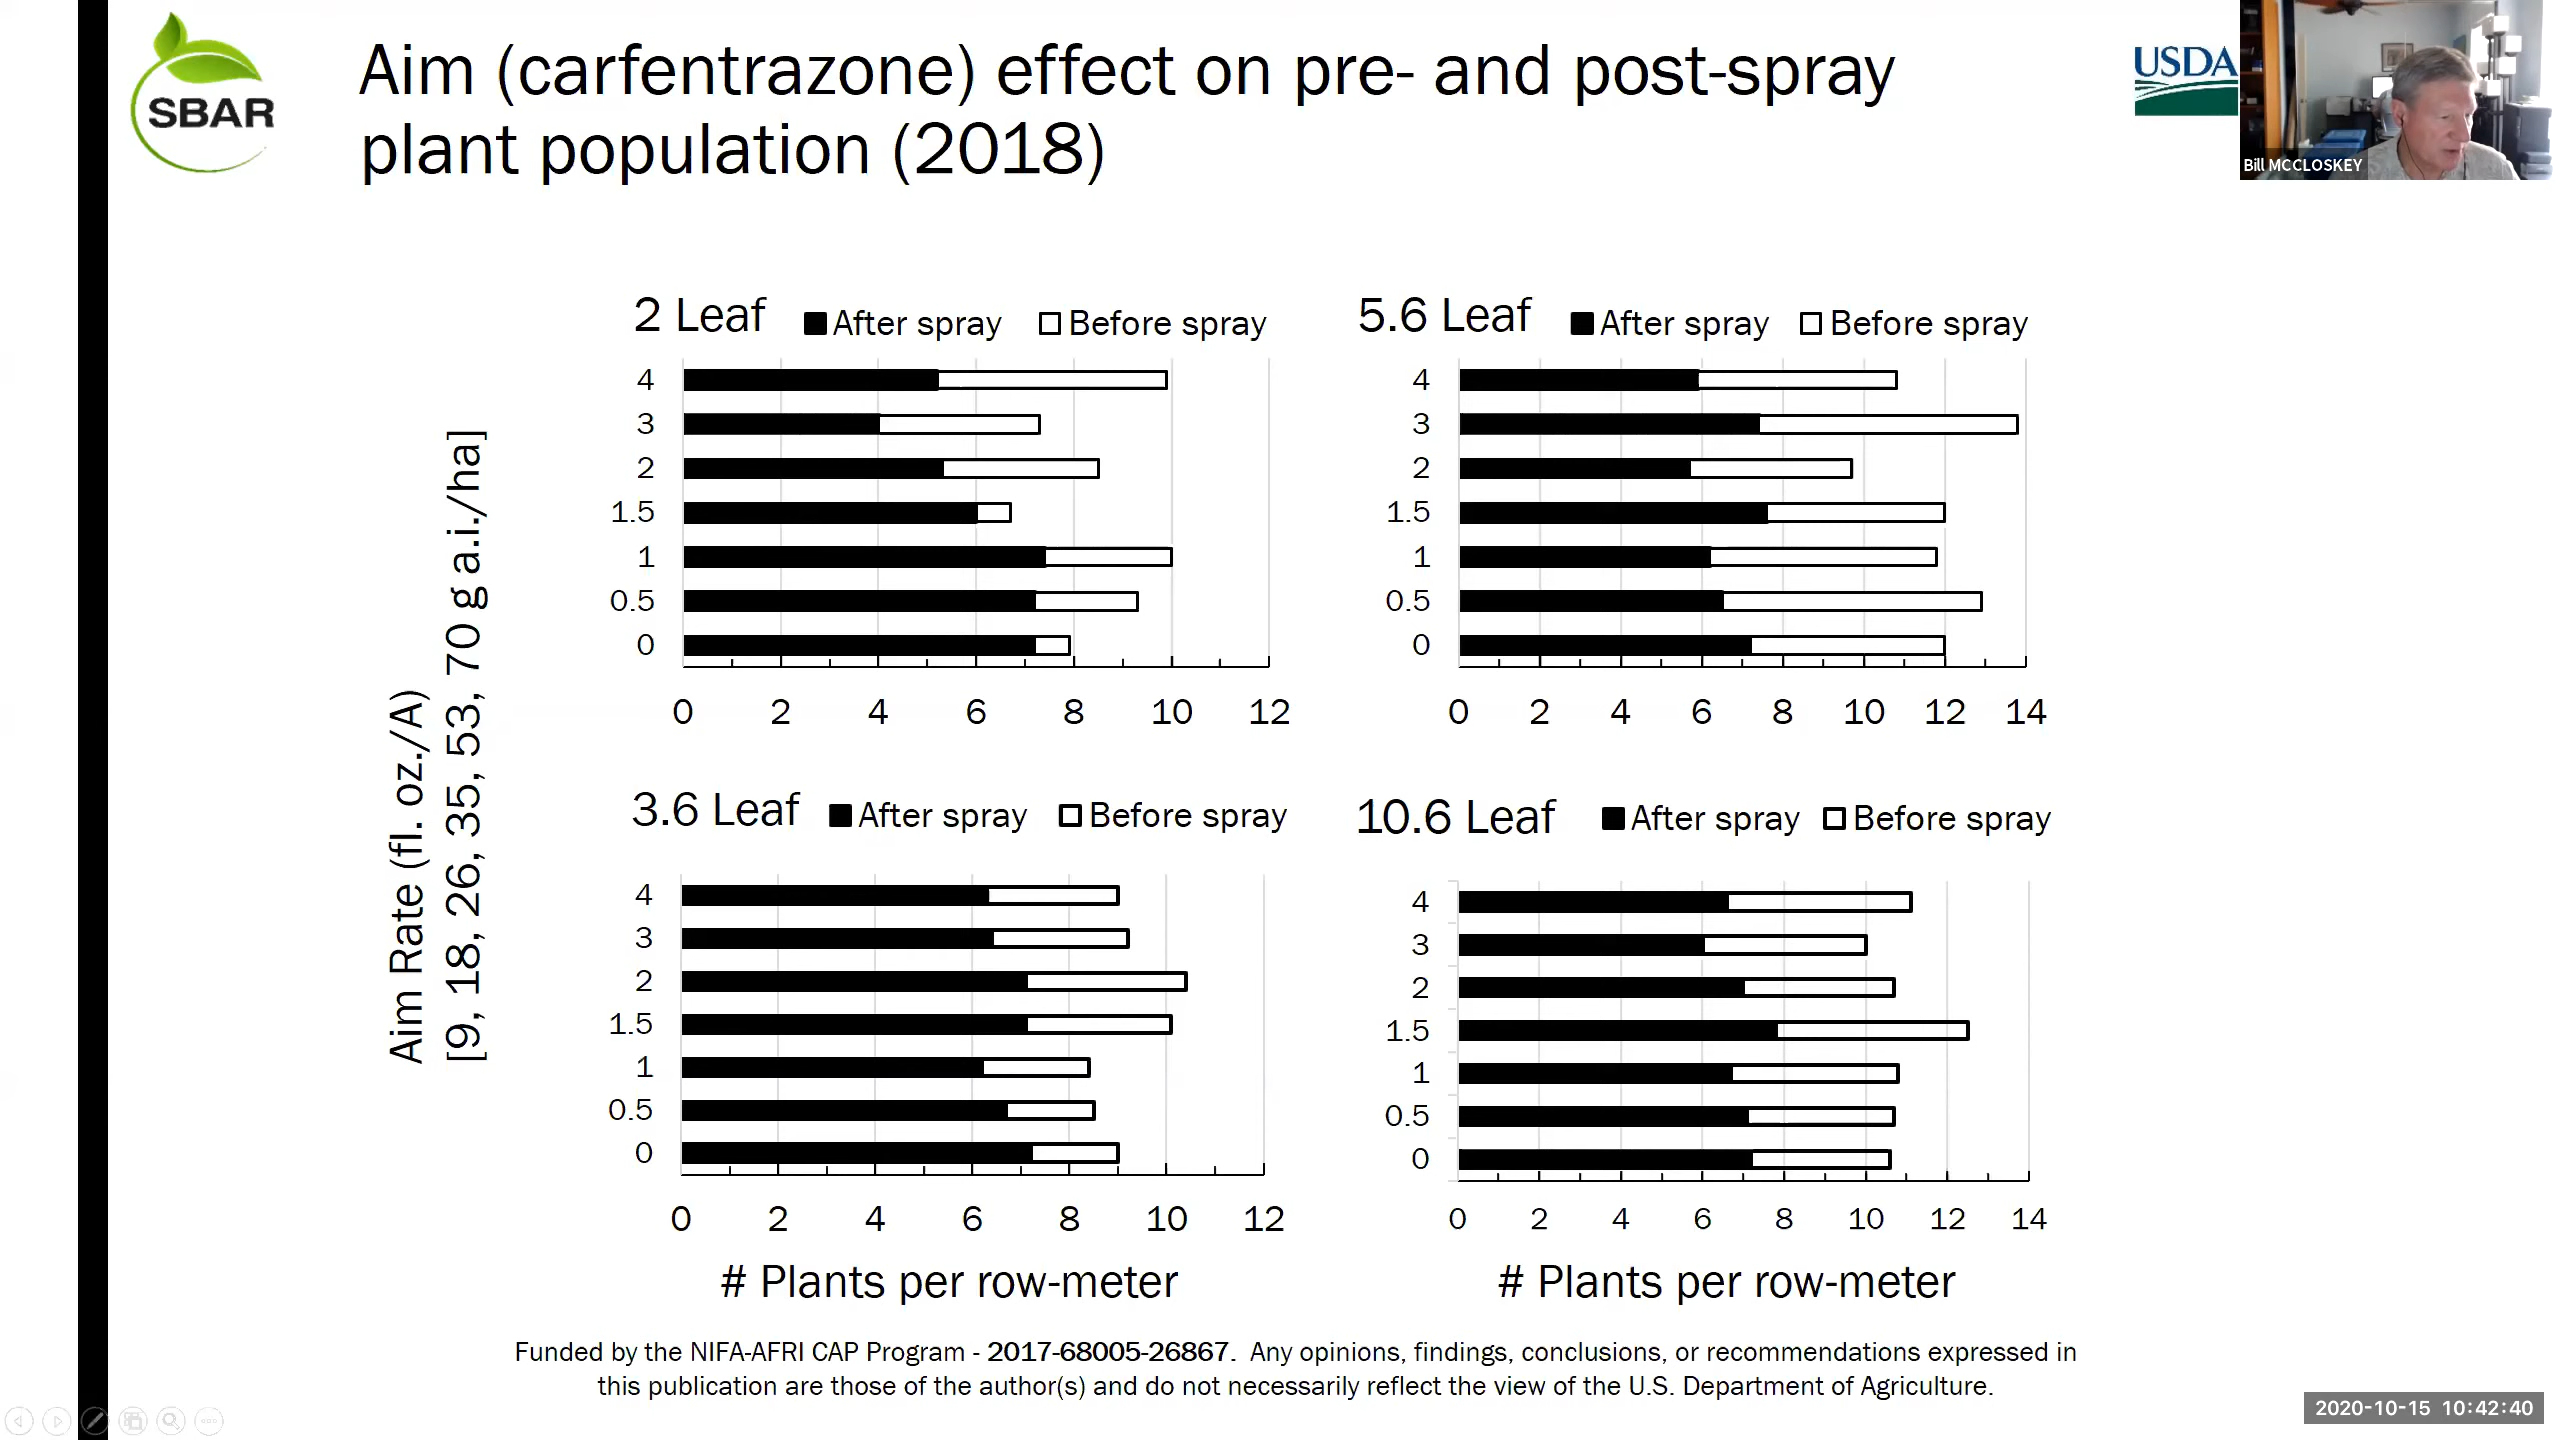 SBAR
Aim (carfentrazone) effect on pre- and post-spray
plant population (2018)
USDA
Bill MCCLOSKEY
Aim Rate (fl. oz./A)
[9, 18, 26, 35, 53, 70 g a.i./ha]
2 Leaf After spray Before spray
4
3
2
1.5
1
0.5
0
0 2 4 6 8 10 12
5.6 Leaf After spray Before spray
4
3
2
1.5
1
0.5
0
0 2 4 6 8 10 12 14
3.6 Leaf After spray Before spray
4
3
2
1.5
1
0.5
0
0 2 4 6 8 10 12
# Plants per row-meter
10.6 Leaf After spray Before spray
4
3
2
1.5
1
0.5
0
0 2 4 6 8 10 12 14
# Plants per row-meter
Funded by the NIFA-AFRI CAP Program - 2017-68005-26867. Any opinions, findings, conclusions, or recommendations expressed in
this publication are those of the author(s) and do not necessarily reflect the view of the U.S. Department of Agriculture.
2020-10-15 10:42:40